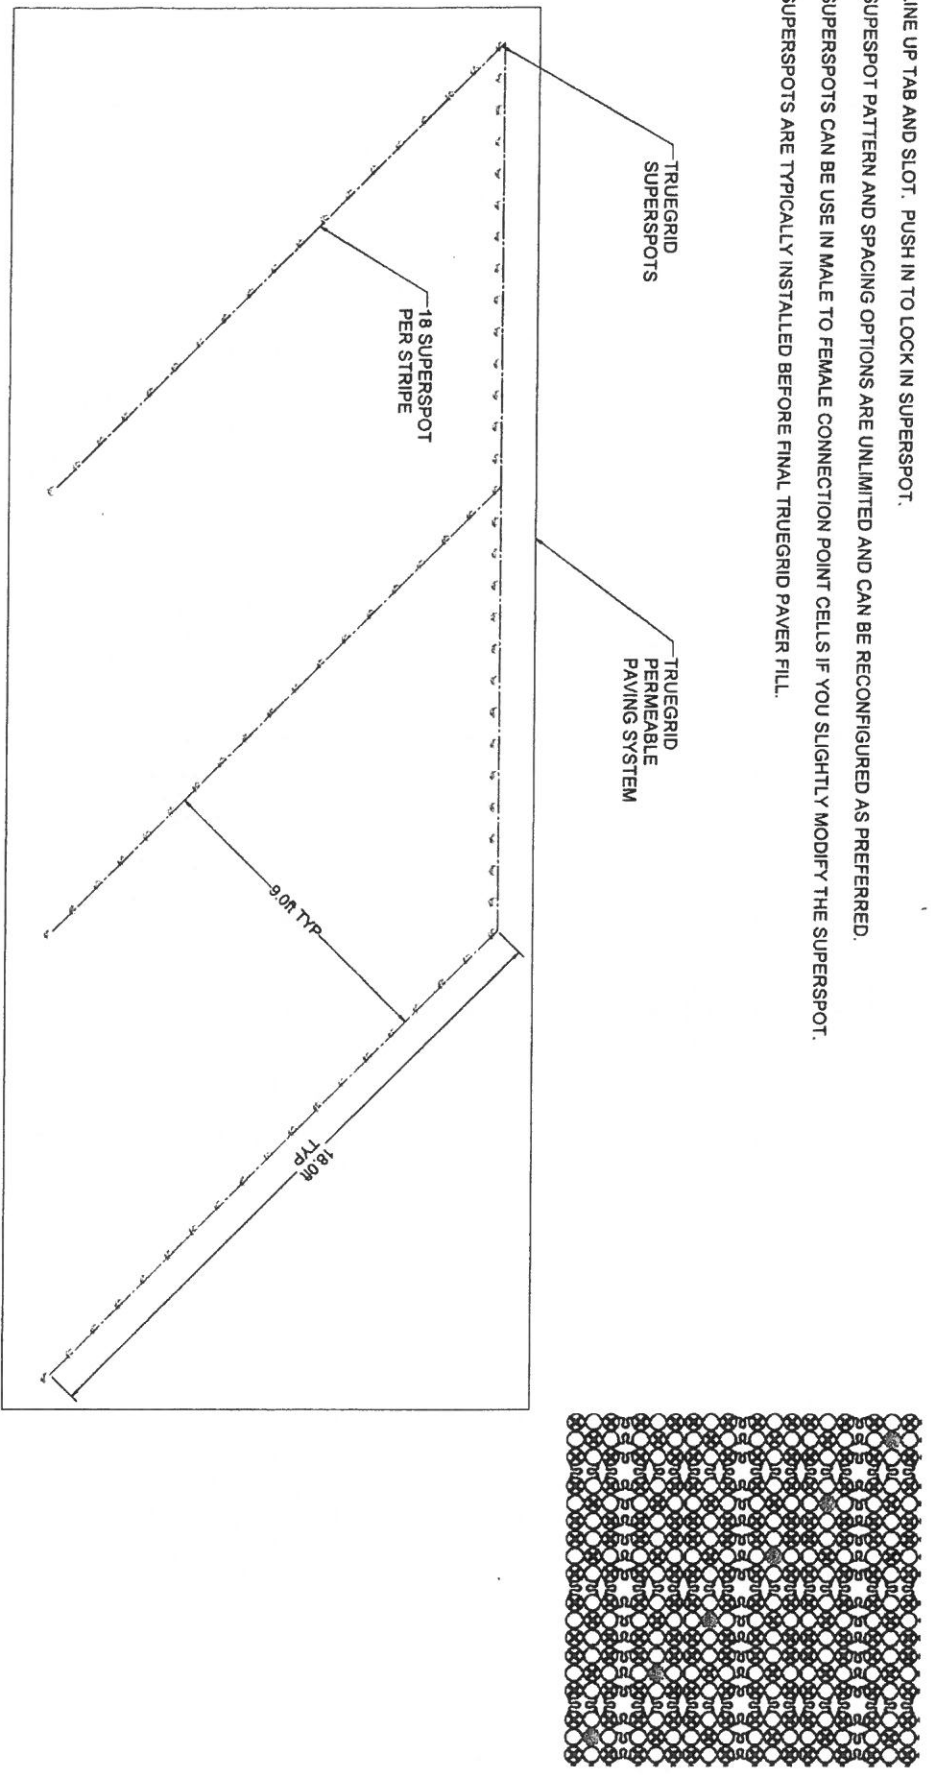 LINE UP TAB AND SLOT. PUSH IN TO LOCK IN SUPERSPOT.
SUPESPOT PATTERN AND SPACING OPTIONS ARE UNLIMITED AND CAN BE RECONFIGURED AS PREFERRED.
SUPERSPOTS CAN BE USE IN MALE TO FEMALE CONNECTION POINT CELLS IF YOU SLIGHTLY MODIFY THE SUPERSPOT.
SUPERSPOTS ARE TYPICALLY INSTALLED BEFORE FINAL TRUEGRID PAVER FILL.
TRUEGRID
SUPERSPOTS
TRUEGRID
PERMEABLE
PAVING SYSTEM
18 SUPERSPOT
PER STRIPE
9.0ft TYP
18.0ft
TYP